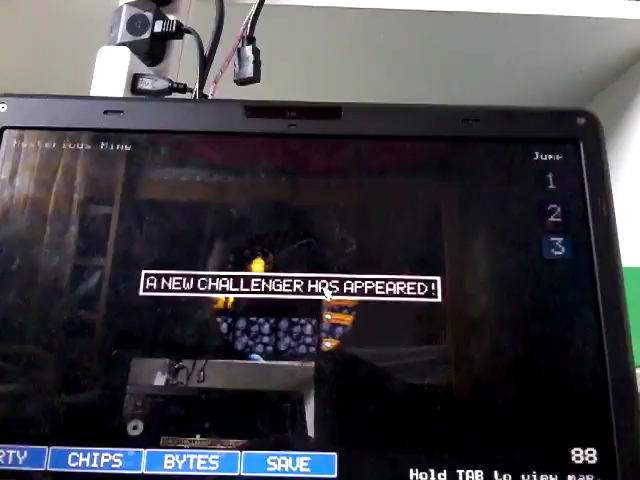 Mysterious Mine
Jump
1
2
3
A NEW CHALLENGER HAS APPEARED!
RTY
CHIPS
BYTES
SAVE
88
Hold TAB to view map.